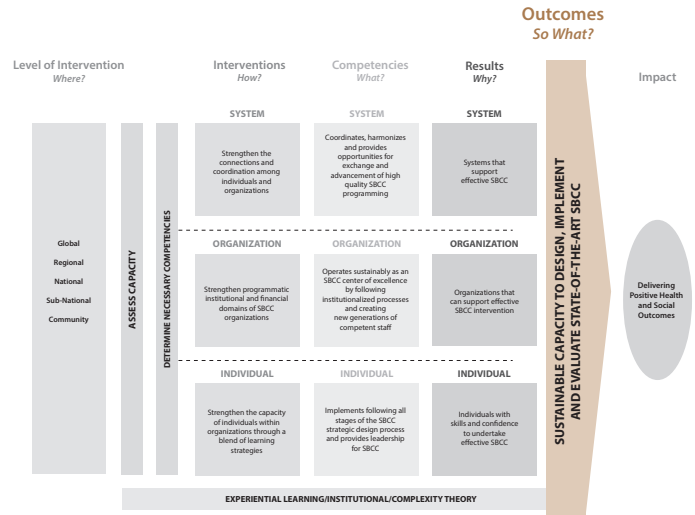 Outcomes
So What?
Level of Intervention
Where?
Interventions
How?
Competencies
What?
Results
Why?
Impact
Global
Regional
National
Sub-National
Community
ASSESS CAPACITY
DETERMINE NECESSARY COMPETENCIES
SYSTEM
Strengthen the
connections and
coordination among
individuals and
organizations
SYSTEM
Coordinates, harmonizes
and provides
opportunities for
exchange and
advancement of high
quality SBCC
programming
SYSTEM
Systems that
support
effective SBCC
ORGANIZATION
Strengthen programmatic
institutional and financial
domains of SBCC
organizations
ORGANIZATION
Operates sustainably as an
SBCC center of excellence
by following
institutionalized processes
and creating
new generations of
competent staff
ORGANIZATION
Organizations that
can support effective
SBCC intervention
INDIVIDUAL
Strengthen the capacity
of individuals within
organizations through a
blend of learning
strategies
INDIVIDUAL
Implements following all
stages of the SBCC
strategic design process
and provides leadership
for SBCC
INDIVIDUAL
Individuals with
skills and confidence
to undertake
effective SBCC
SUSTAINABLE CAPACITY TO DESIGN, IMPLEMENT
AND EVALUATE STATE-OF-THE-ART SBCC
Delivering
Positive Health
and Social
Outcomes
EXPERIENTIAL LEARNING/INSTITUTIONAL/COMPLEXITY THEORY